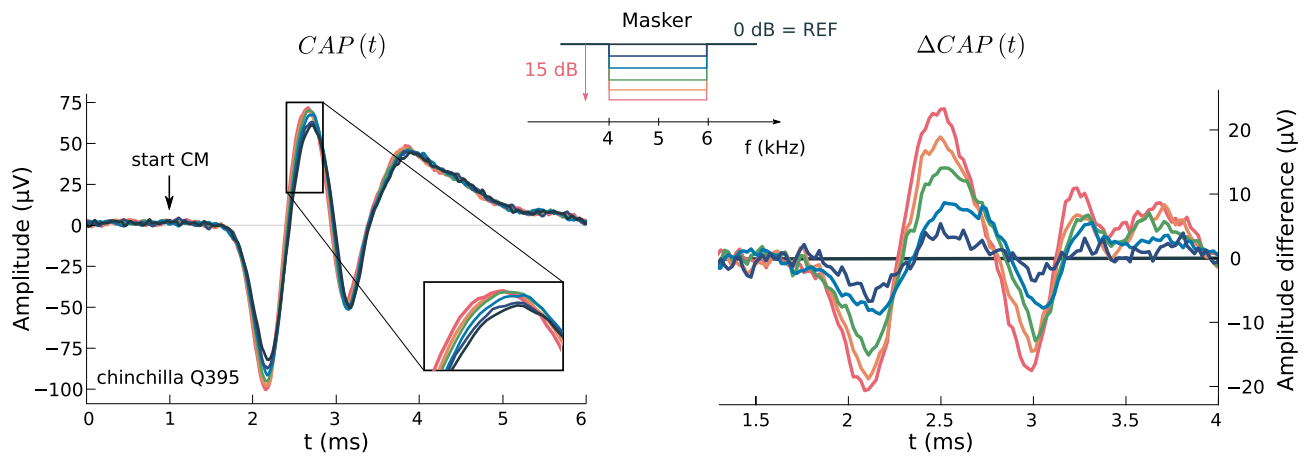 CAP(t)
Masker
0 dB = REF
ΔCAP(t)
15 dB
4 5 6
f (kHz)
Amplitude (μV)
75
50
25
0
−25
−50
−75
−100
start CM
chinchilla Q395
0 1 2 3 4 5 6
t (ms)
20
10
0
−10
−20
Amplitude difference (μV)
1.5 2 2.5 3 3.5 4
t (ms)